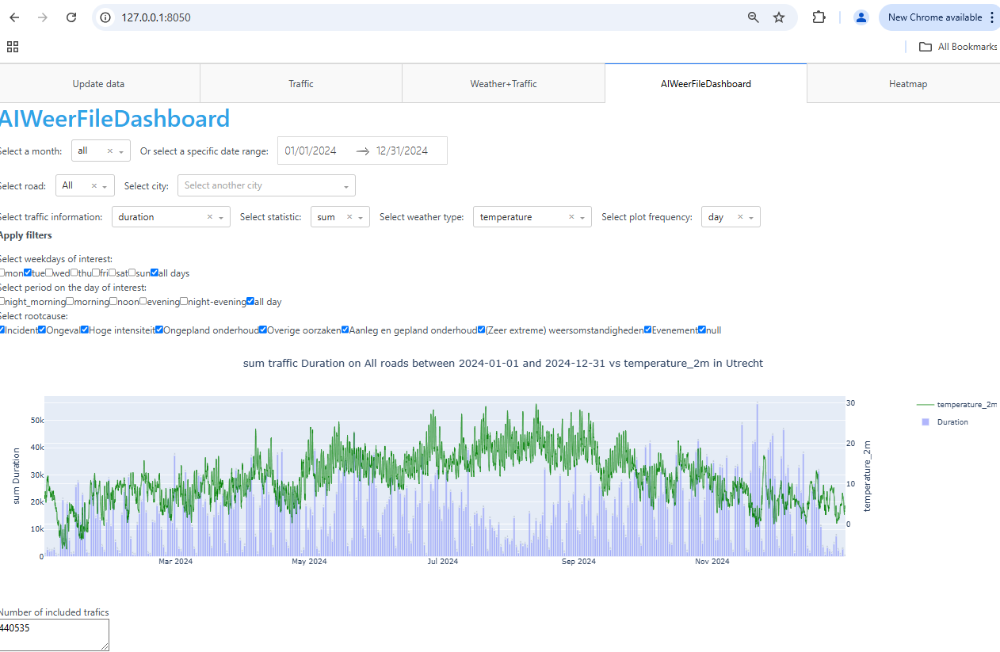 127.0.0.1:8050
New Chrome available
All Bookmarks
Update data Traffic Weather+Traffic AIWeerFileDashboard Heatmap
AIWeerFileDashboard
Select a month: all × Or select a specific date range: 01/01/2024 → 12/31/2024
Select road: All × Select city: Select another city
Select traffic information: duration × Select statistic: sum × Select weather type: temperature × Select plot frequency: day ×
Apply filters
Select weekdays of interest:
mon tue wed thu fri sat sun all days
Select period on the day of interest:
night_morning morning noon evening night-evening all day
Select rootcause:
Incident Ongeval Hoge intensiteit Ongepland onderhoud Overige oorzaken Aanleg en gepland onderhoud (Zeer extreme) weersomstandigheden Evenement null
sum traffic Duration on All roads between 2024-01-01 and 2024-12-31 vs temperature_2m in Utrecht
sum Duration
50k
40k
30k
20k
10k
0
Mar 2024 May 2024 Jul 2024 Sep 2024 Nov 2024
30
20
10
0
temperature_2m
temperature_2m
Duration
Number of included trafics
440535